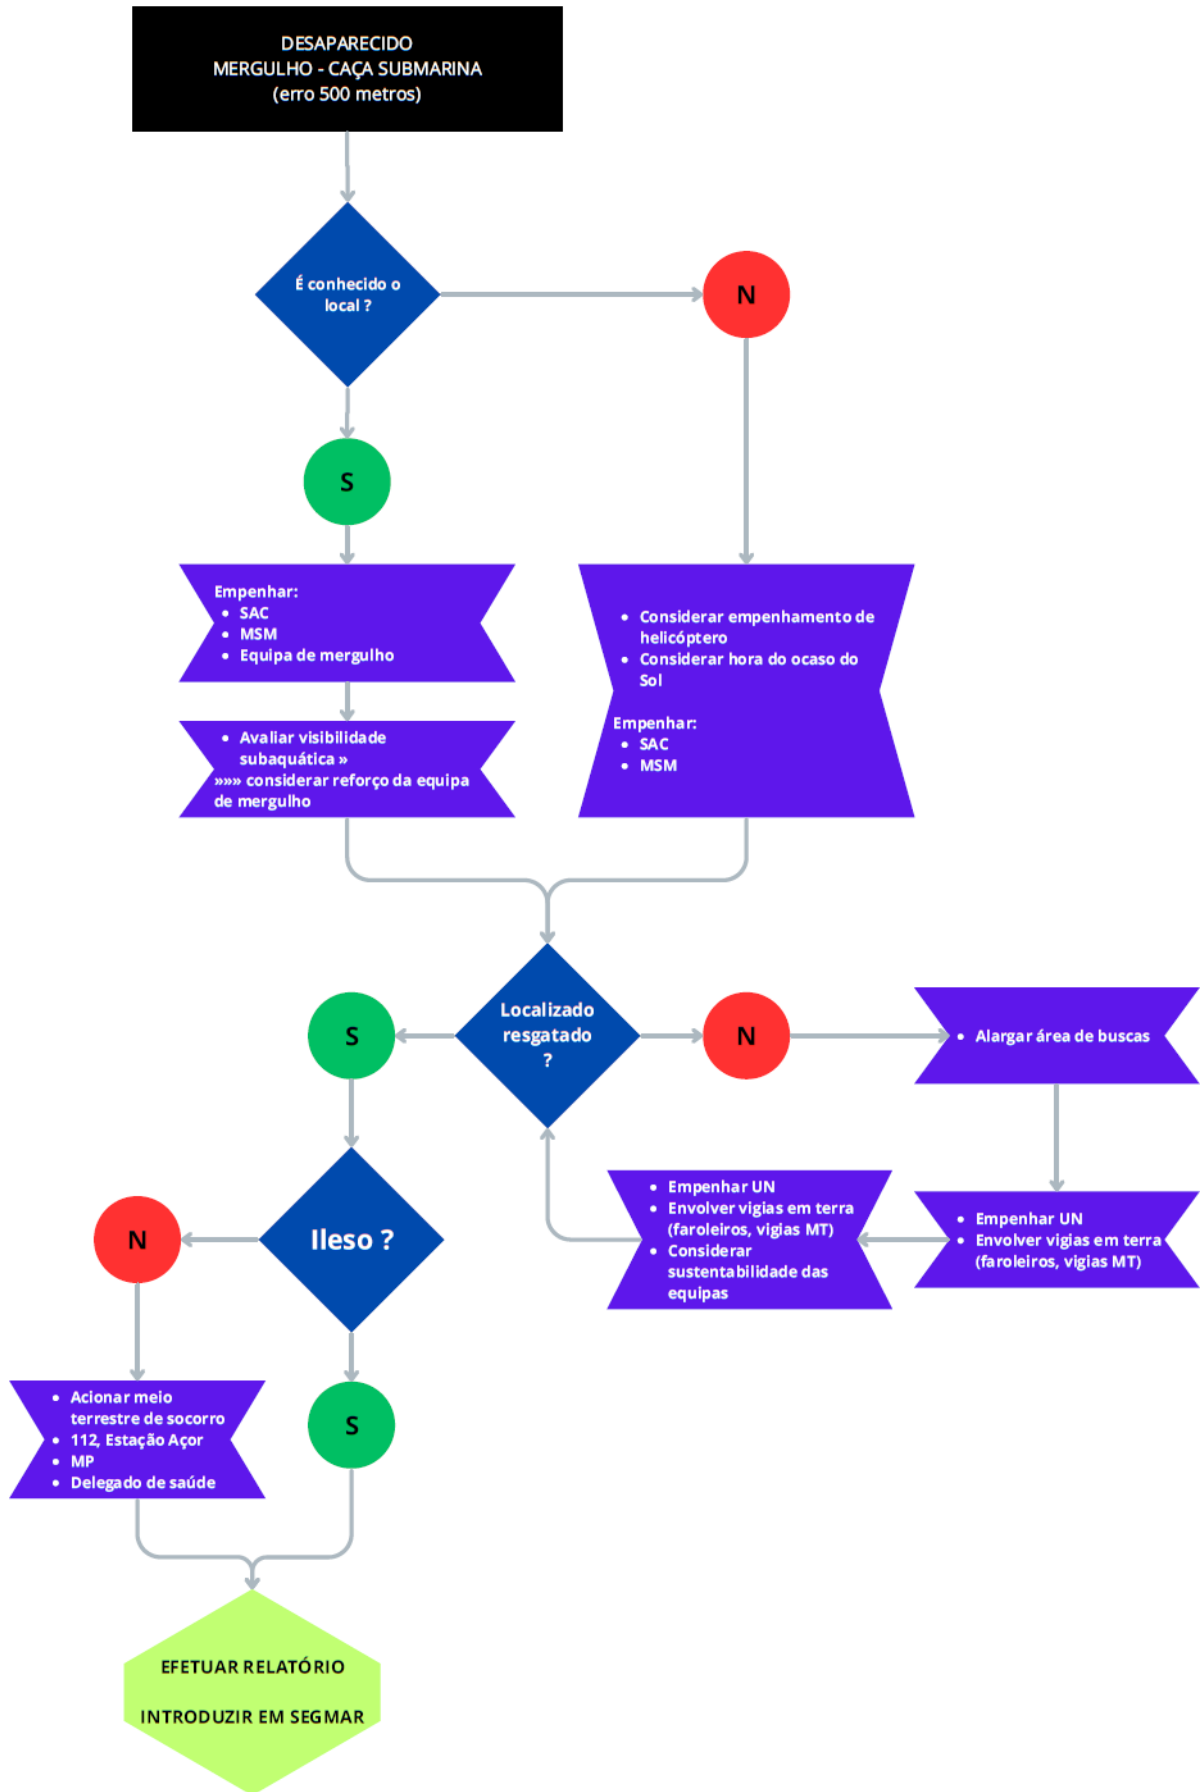 DESAPARECIDO
MERGULHO - CAÇA SUBMARINA
(erro 500 metros)
É conhecido o
local ?
N
S
Empenhar:
• SAC
• MSM
• Equipa de mergulho
• Considerar empenhamento de
helicóptero
• Considerar hora do ocaso do
Sol
Empenhar:
• SAC
• MSM
• Avaliar visibilidade
subaquática »
»»» considerar reforço da equipa
de mergulho
Localizado
resgatado
?
S
N
• Alargar área de buscas
• Empenhar UN
• Envolver vigias em terra
(faroleiros, vigias MT)
• Empenhar UN
• Envolver vigias em terra
(faroleiros, vigias MT)
• Considerar
sustentabilidade das
equipas
Ileso ?
N
S
• Acionar meio
terrestre de socorro
• 112, Estação Açor
• MP
• Delegado de saúde
EFETUAR RELATÓRIO
INTRODUZIR EM SEGMAR